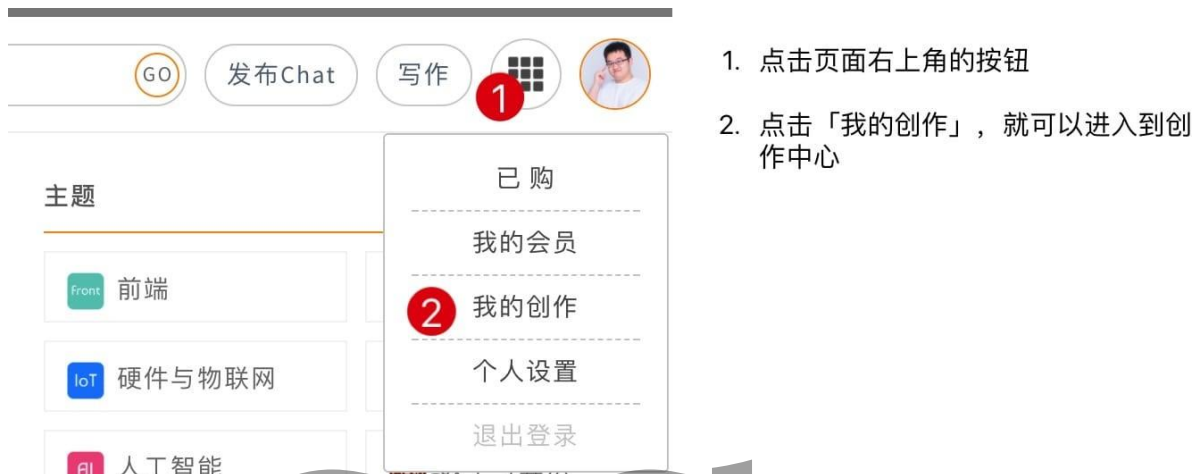 GO
发布Chat
写作
1
1. 点击页面右上角的按钮
2. 点击「我的创作」，就可以进入到创
作中心
已购
主题
我的会员
Front 前端
2 我的创作
IoT 硬件与物联网
个人设置
退出登录
AI 人工智能